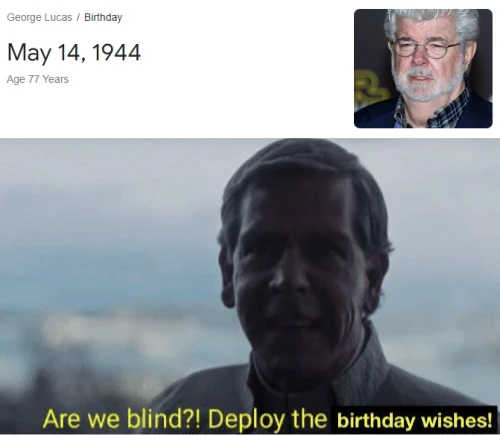 George Lucas / Birthday
May 14, 1944
Age 77 Years
Are we blind?! Deploy the birthday wishes!